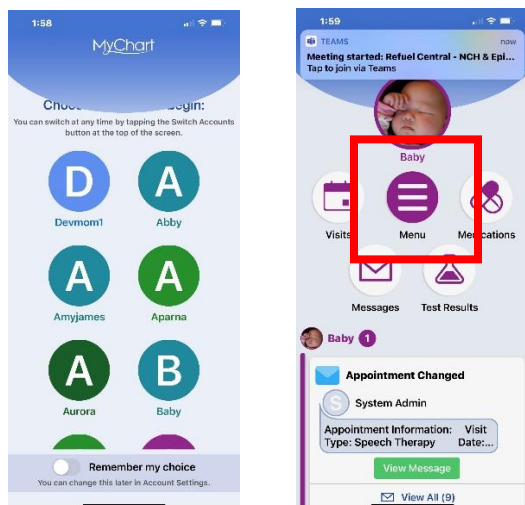 1:58
MyChart
Choo egin:
You can switch at any time by tapping the Switch Accounts
button at the top of the screen.
D
A
Devmom1
Abby
A
A
Amyjames
Aparna
A
B
Aurora
Baby
Remember my choice
You can change this later in Account Settings.
1:59
TEAMS
now
Meeting started: Refuel Central - NCH & Epi...
Tap to join via Teams
Baby
Visits
Menu
Medications
Messages
Test Results
Baby 1
Appointment Changed
S
System Admin
Appointment Information: Visit
Type: Speech Therapy Date:...
View Message
View All (9)